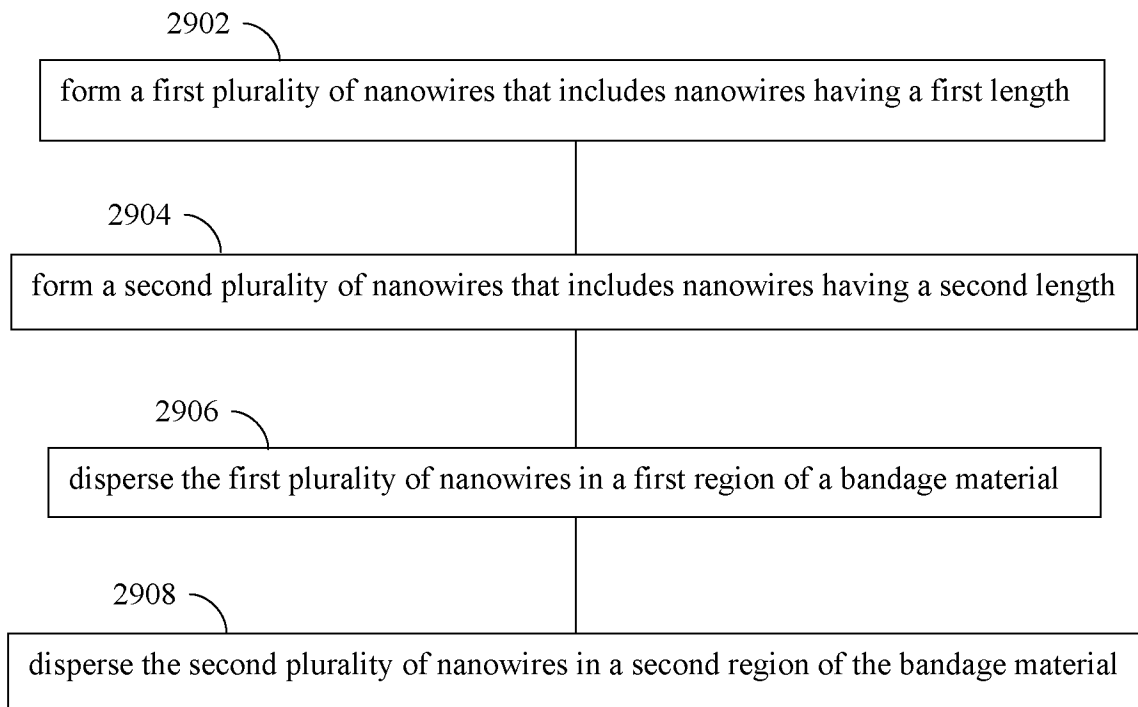 2902
form a first plurality of nanowires that includes nanowires having a first length
2904
form a second plurality of nanowires that includes nanowires having a second length
2906
disperse the first plurality of nanowires in a first region of a bandage material
2908
disperse the second plurality of nanowires in a second region of the bandage material